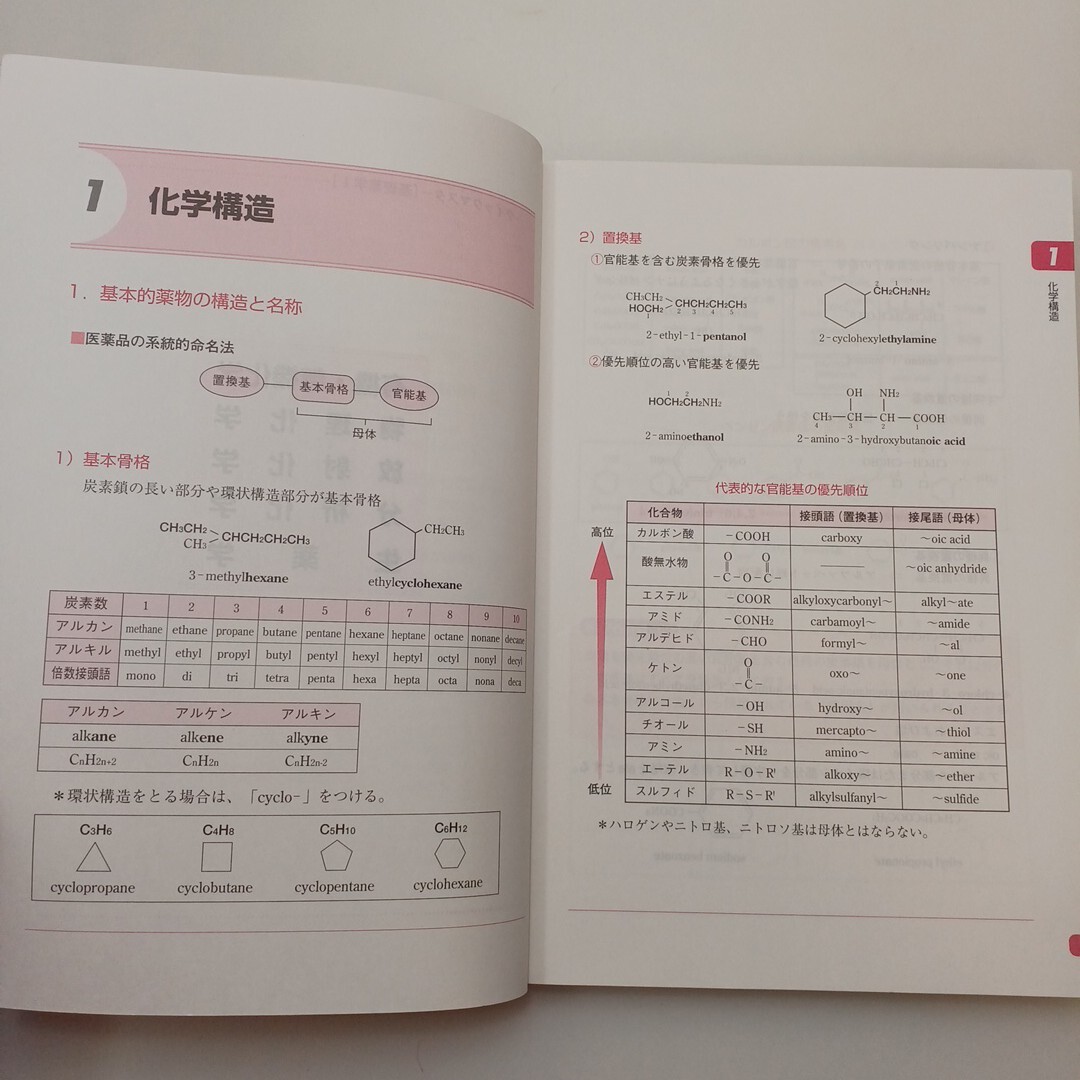 1 化学構造
1．基本的薬物の構造と名称
■医薬品の系統的命名法
置換基 基本骨格 官能基
母体
1）基本骨格
炭素鎖の長い部分や環状構造部分が基本骨格
CH₃CH₂
CH₃ ＞CHCH₂CH₂CH₃
3-methylhexane
CH₂CH₃
ethylcyclohexane
炭素数 1 2 3 4 5 6 7 8 9 10
アルカン methane ethane propane butane pentane hexane heptane octane nonane decane
アルキル methyl ethyl propyl butyl pentyl hexyl heptyl octyl nonyl decyl
倍数接頭語 mono di tri tetra penta hexa hepta octa nona deca
アルカン アルケン アルキン
alkane alkene alkyne
CnH2n+2 CnH2n CnH2n-2
＊環状構造をとる場合は、「cyclo-」をつける。
C₃H₆ C₄H₈ C₅H₁₀ C₆H₁₂
cyclopropane cyclobutane cyclopentane cyclohexane
2）置換基
①官能基を含む炭素骨格を優先
CH₃CH₂
HOCH₂ ＞CHCH₂CH₂CH₃
1 2 3 4 5
2-ethyl-1-pentanol
2 1
CH₂CH₂NH₂
2-cyclohexylethylamine
②優先順位の高い官能基を優先
1 2
HOCH₂CH₂NH₂
2-aminoethanol
OH NH₂
CH₃—CH—CH—COOH
4 3 2 1
2-amino-3-hydroxybutanoic acid
代表的な官能基の優先順位
化合物 接頭語（置換基） 接尾語（母体）
高位
カルボン酸 －COOH carboxy ～oic acid
酸無水物 O O －C－O－C－ ——— ～oic anhydride
エステル －COOR alkyloxycarbonyl～ alkyl～ate
アミド －CONH₂ carbamoyl～ ～amide
アルデヒド －CHO formyl～ ～al
ケトン O －C－ oxo～ ～one
アルコール －OH hydroxy～ ～ol
チオール －SH mercapto～ ～thiol
アミン －NH₂ amino～ ～amine
エーテル R－O－R' alkoxy～ ～ether
スルフィド R－S－R' alkylsulfanyl～ ～sulfide
低位
＊ハロゲンやニトロ基、ニトロソ基は母体とはならない。
1
化学構造